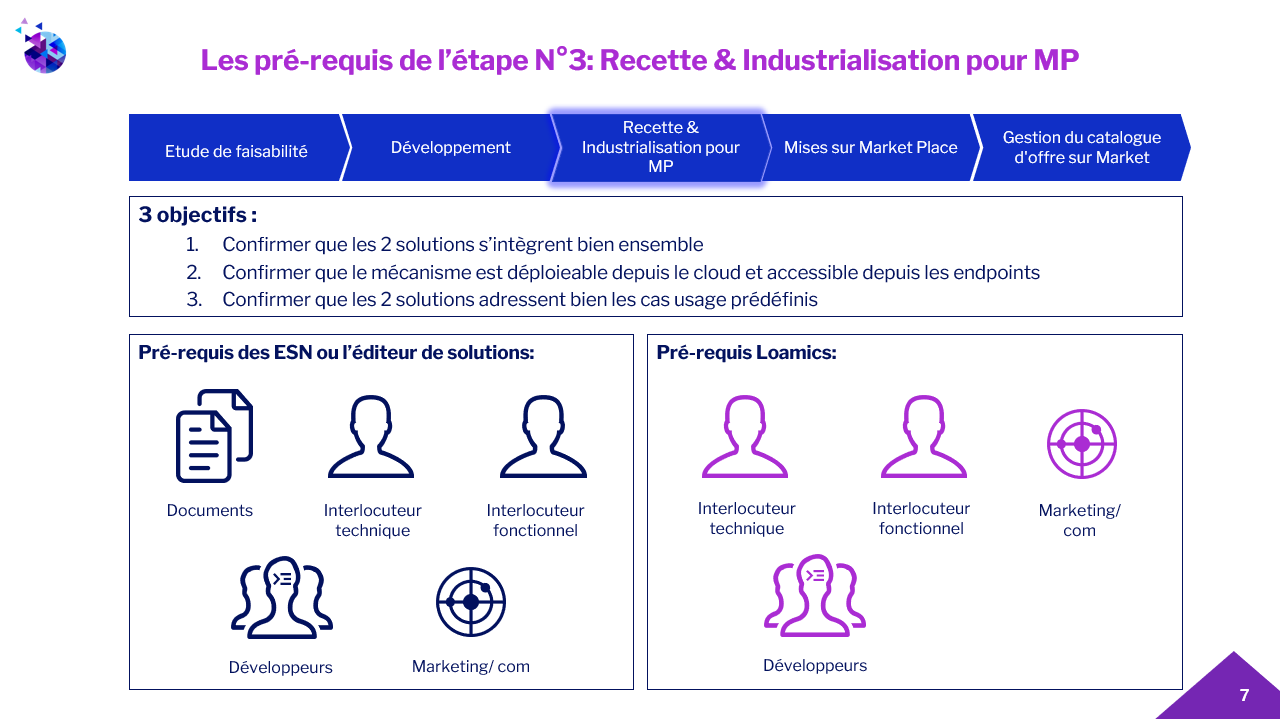 Les pré-requis de l’étape N°3: Recette & Industrialisation pour MP
Etude de faisabilité
Développement
Recette &
Industrialisation pour
MP
Mises sur Market Place
Gestion du catalogue
d'offre sur Market
3 objectifs :
1. Confirmer que les 2 solutions s’intègrent bien ensemble
2. Confirmer que le mécanisme est déploieable depuis le cloud et accessible depuis les endpoints
3. Confirmer que les 2 solutions adressent bien les cas usage prédéfinis
Pré-requis des ESN ou l’éditeur de solutions:
Documents
Interlocuteur
technique
Interlocuteur
fonctionnel
Développeurs
Marketing/ com
Pré-requis Loamics:
Interlocuteur
technique
Interlocuteur
fonctionnel
Marketing/
com
Développeurs
7